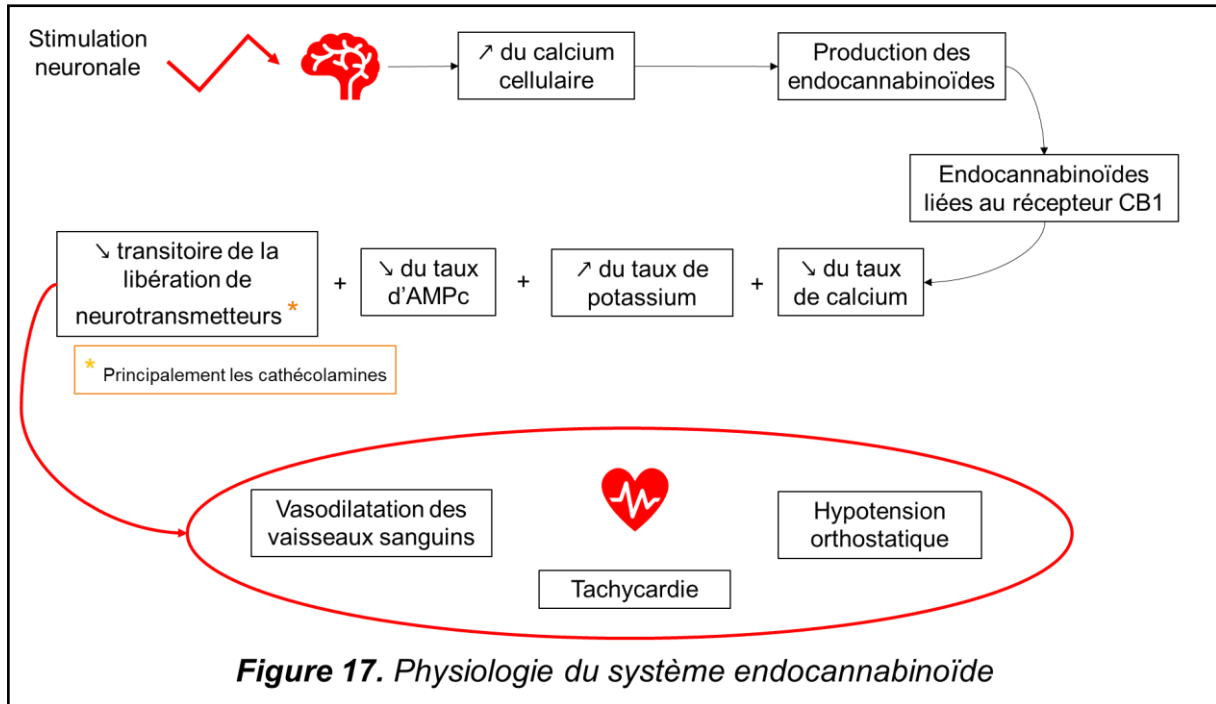 Stimulation
neuronale
↗ du calcium
cellulaire
Production des
endocannabinoïdes
Endocannabinoïdes
liées au récepteur CB1
↘ transitoire de la
libération de
neurotransmetteurs *
+
↘ du taux
d’AMPc
+
↗ du taux de
potassium
+
↘ du taux
de calcium
* Principalement les cathécolamines
Vasodilatation des
vaisseaux sanguins
Hypotension
orthostatique
Tachycardie
Figure 17. Physiologie du système endocannabinoïde